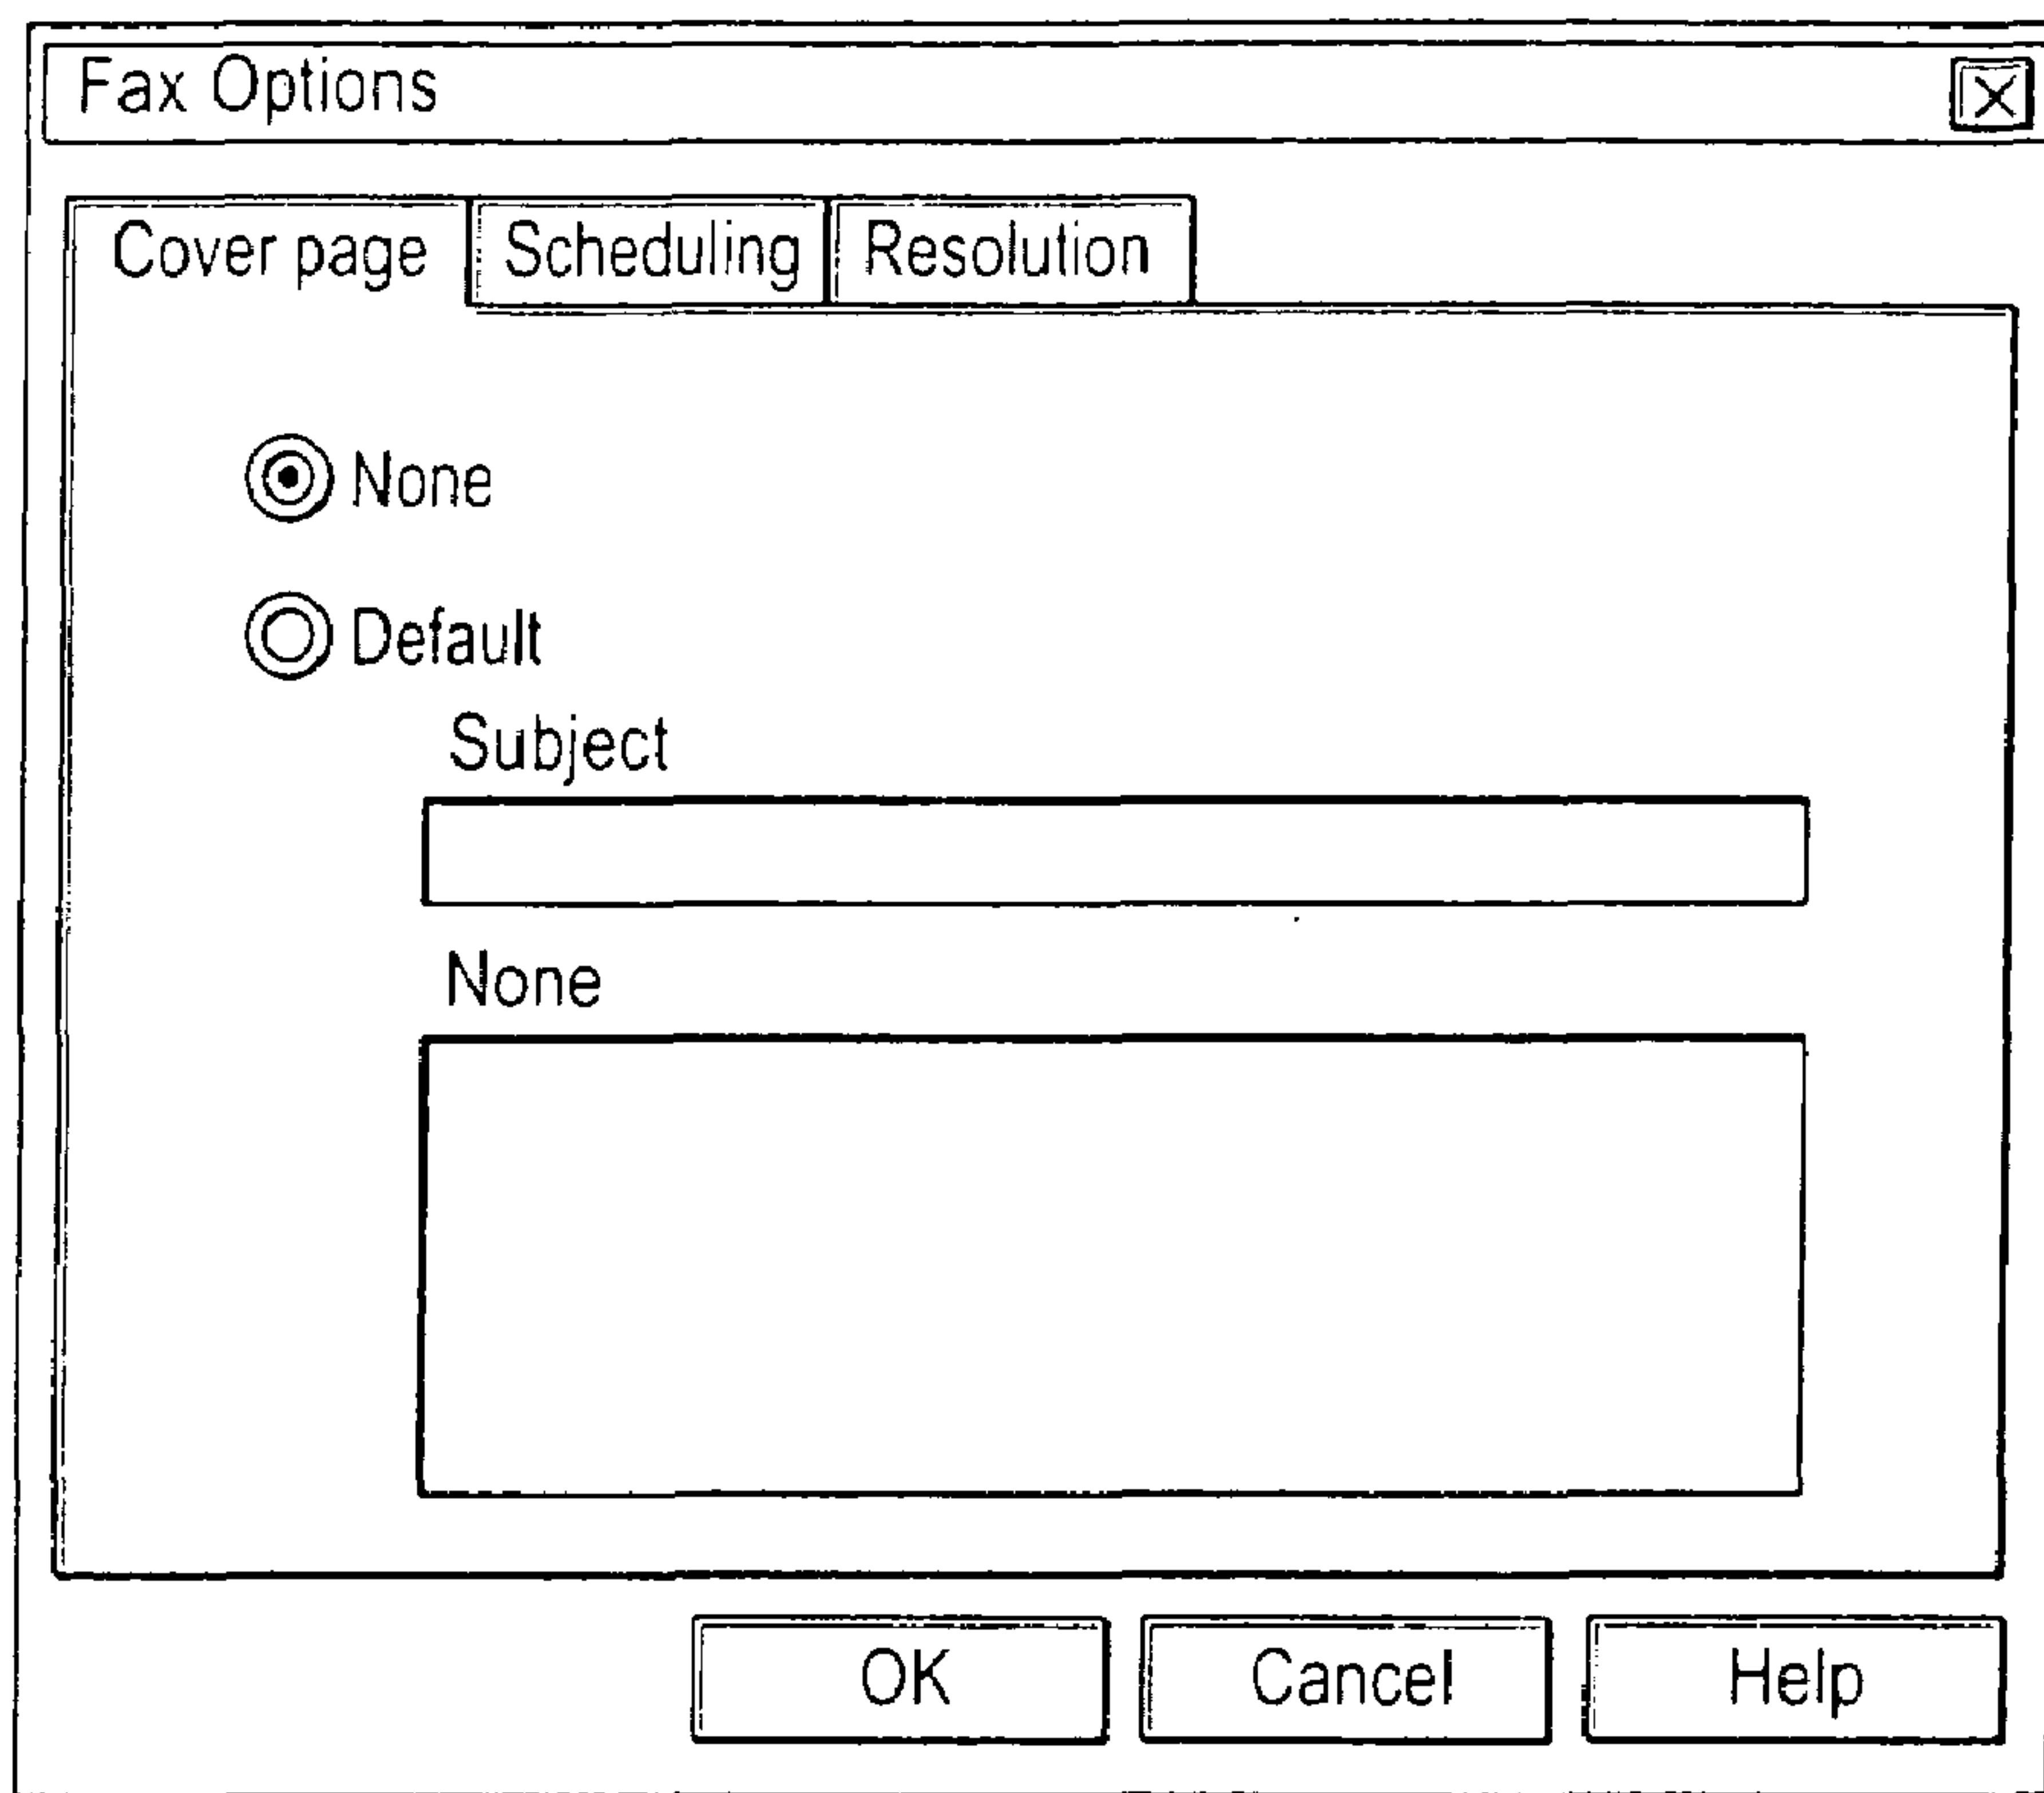 Fax Options
Cover page Scheduling Resolution
None
Default
Subject
None
OK Cancel Help